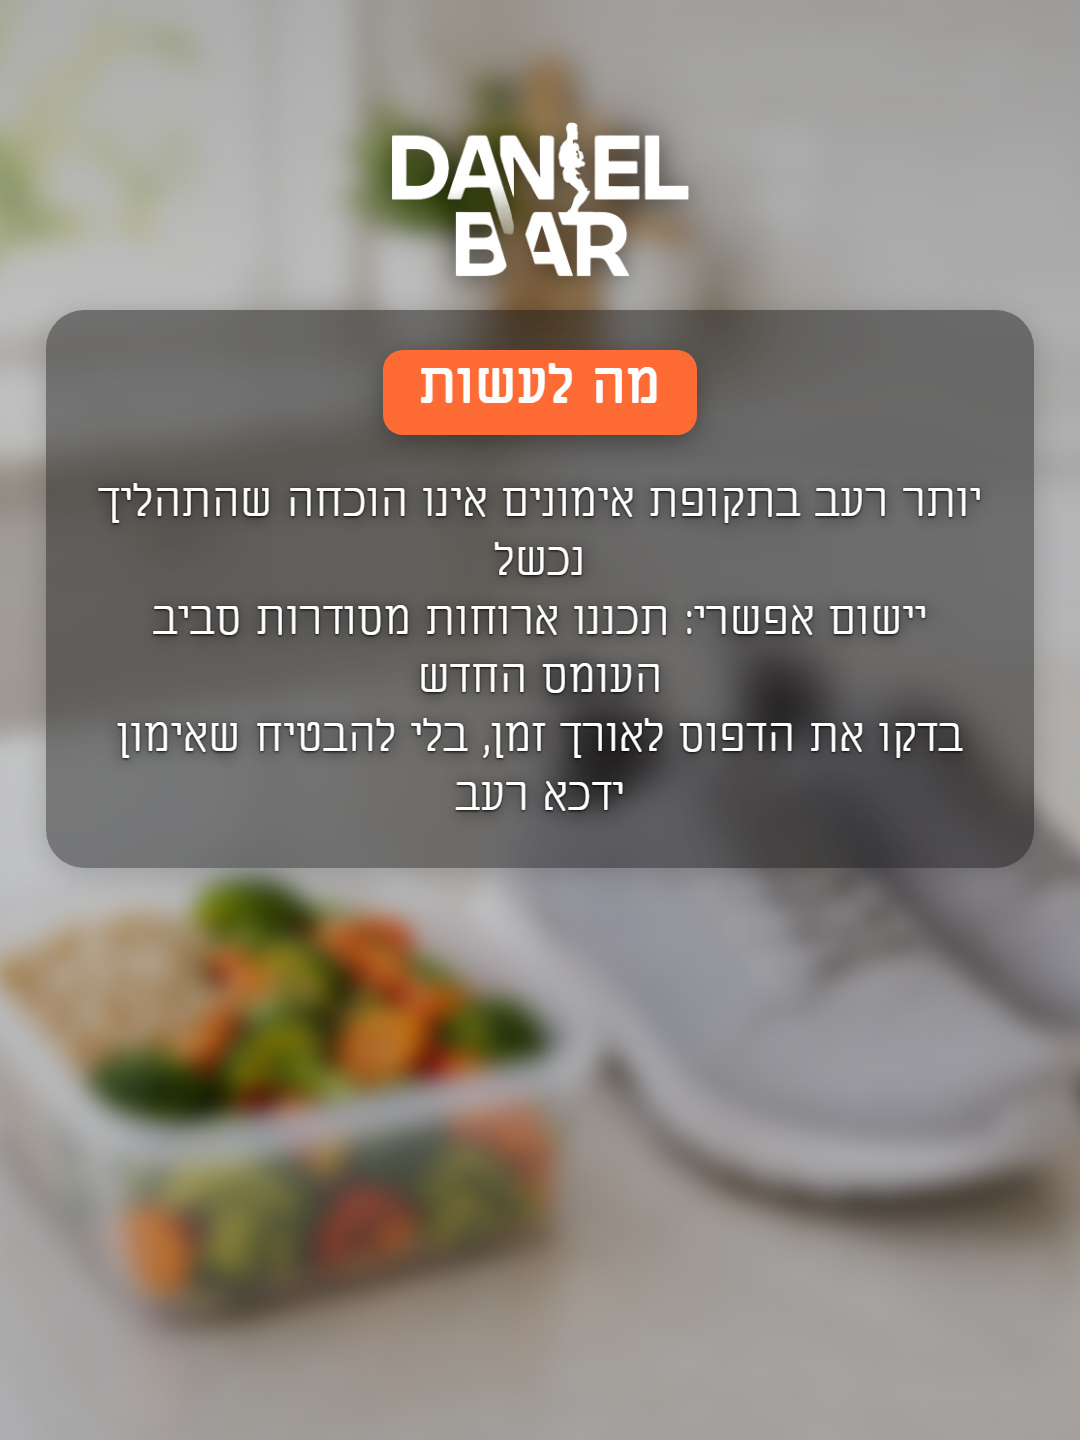 DANIEL
BAR
מה לעשות
יותר רעב בתקופת אימונים אינו הוכחה שהתהליך
נכשל
יישום אפשרי: תכננו ארוחות מסודרות סביב
העומס החדש
בדקו את הדפוס לאורך זמן, בלי להבטיח שאימון
ידכא רעב